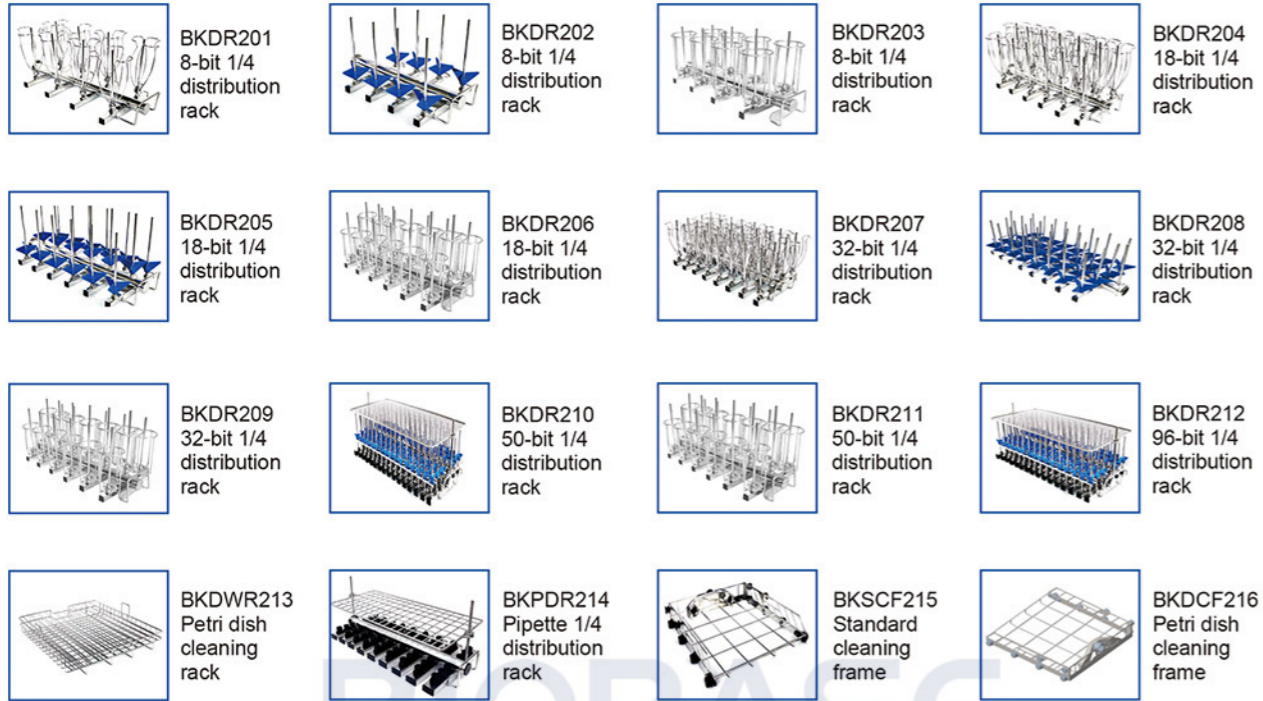 BKDR201
8-bit 1/4
distribution
rack
BKDR202
8-bit 1/4
distribution
rack
BKDR203
8-bit 1/4
distribution
rack
BKDR204
18-bit 1/4
distribution
rack
BKDR205
18-bit 1/4
distribution
rack
BKDR206
18-bit 1/4
distribution
rack
BKDR207
32-bit 1/4
distribution
rack
BKDR208
32-bit 1/4
distribution
rack
BKDR209
32-bit 1/4
distribution
rack
BKDR210
50-bit 1/4
distribution
rack
BKDR211
50-bit 1/4
distribution
rack
BKDR212
96-bit 1/4
distribution
rack
BKDWR213
Petri dish
cleaning
rack
BKPDR214
Pipette 1/4
distribution
rack
BKSCF215
Standard
cleaning
frame
BKDCF216
Petri dish
cleaning
frame